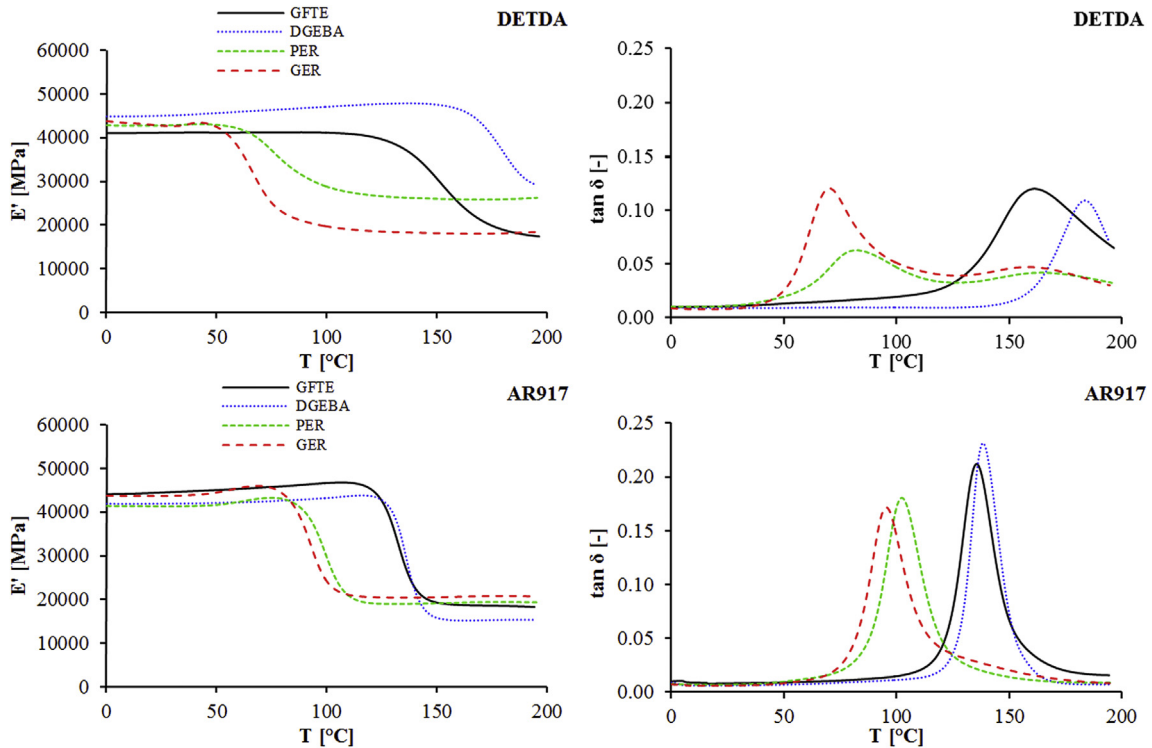 DETDA
GFTE
DGEBA
PER
GER
60000
50000
40000
30000
20000
10000
0
E' [MPa]
0 50 100 150 200
T [°C]
DETDA
0.25
0.20
0.15
0.10
0.05
0.00
tan δ [-]
0 50 100 150 200
T [°C]
AR917
GFTE
DGEBA
PER
GER
60000
50000
40000
30000
20000
10000
0
E' [MPa]
0 50 100 150 200
T [°C]
AR917
0.25
0.20
0.15
0.10
0.05
0.00
tan δ [-]
0 50 100 150 200
T [°C]